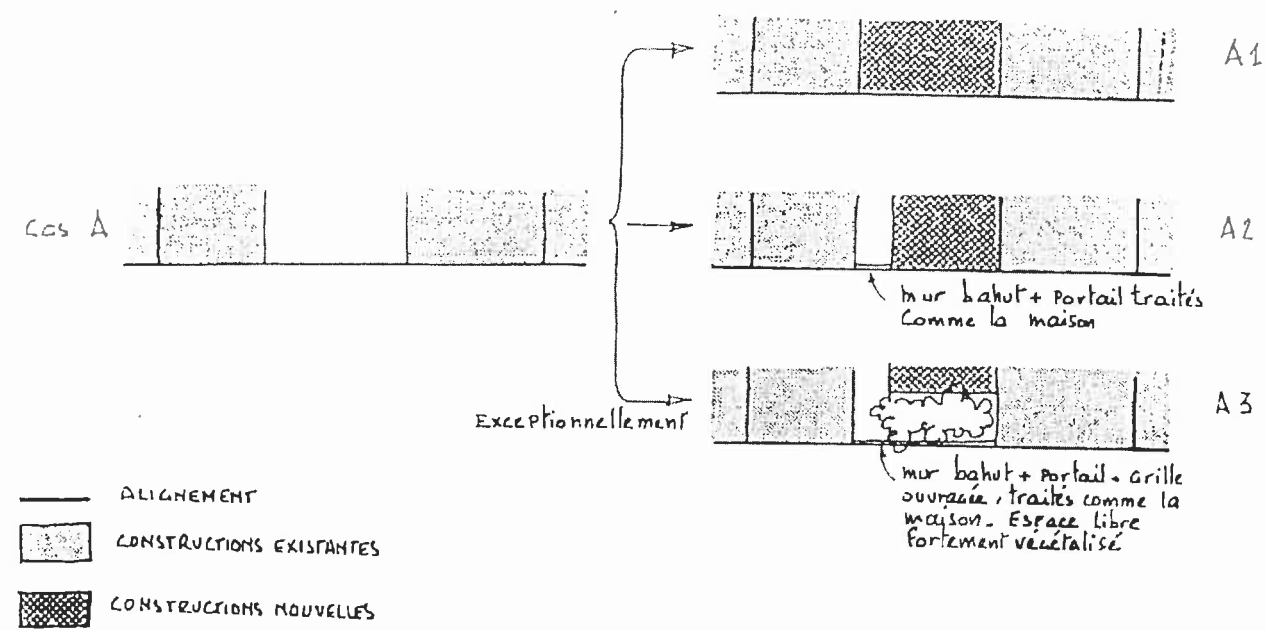 A1
Cas A
A2
mur bahut + Portail traités
Comme la maison
Exceptionnellement
A3
mur bahut + Portail + Grille
ouvragée, traités comme la
maison. Espace Libre
Fortement végétalisé
ALIGNEMENT
CONSTRUCTIONS EXISTANTES
CONSTRUCTIONS NOUVELLES